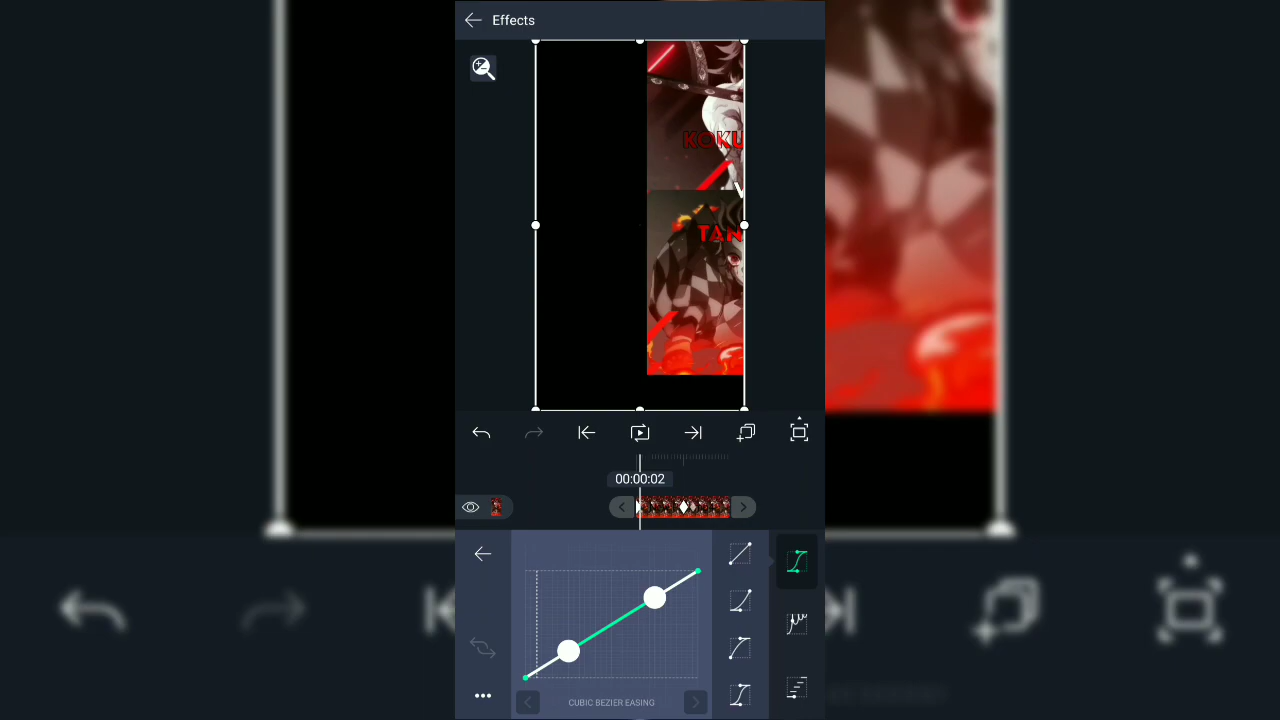 Effects
KOKU
TAN
00:00:02
CUBIC BEZIER EASING